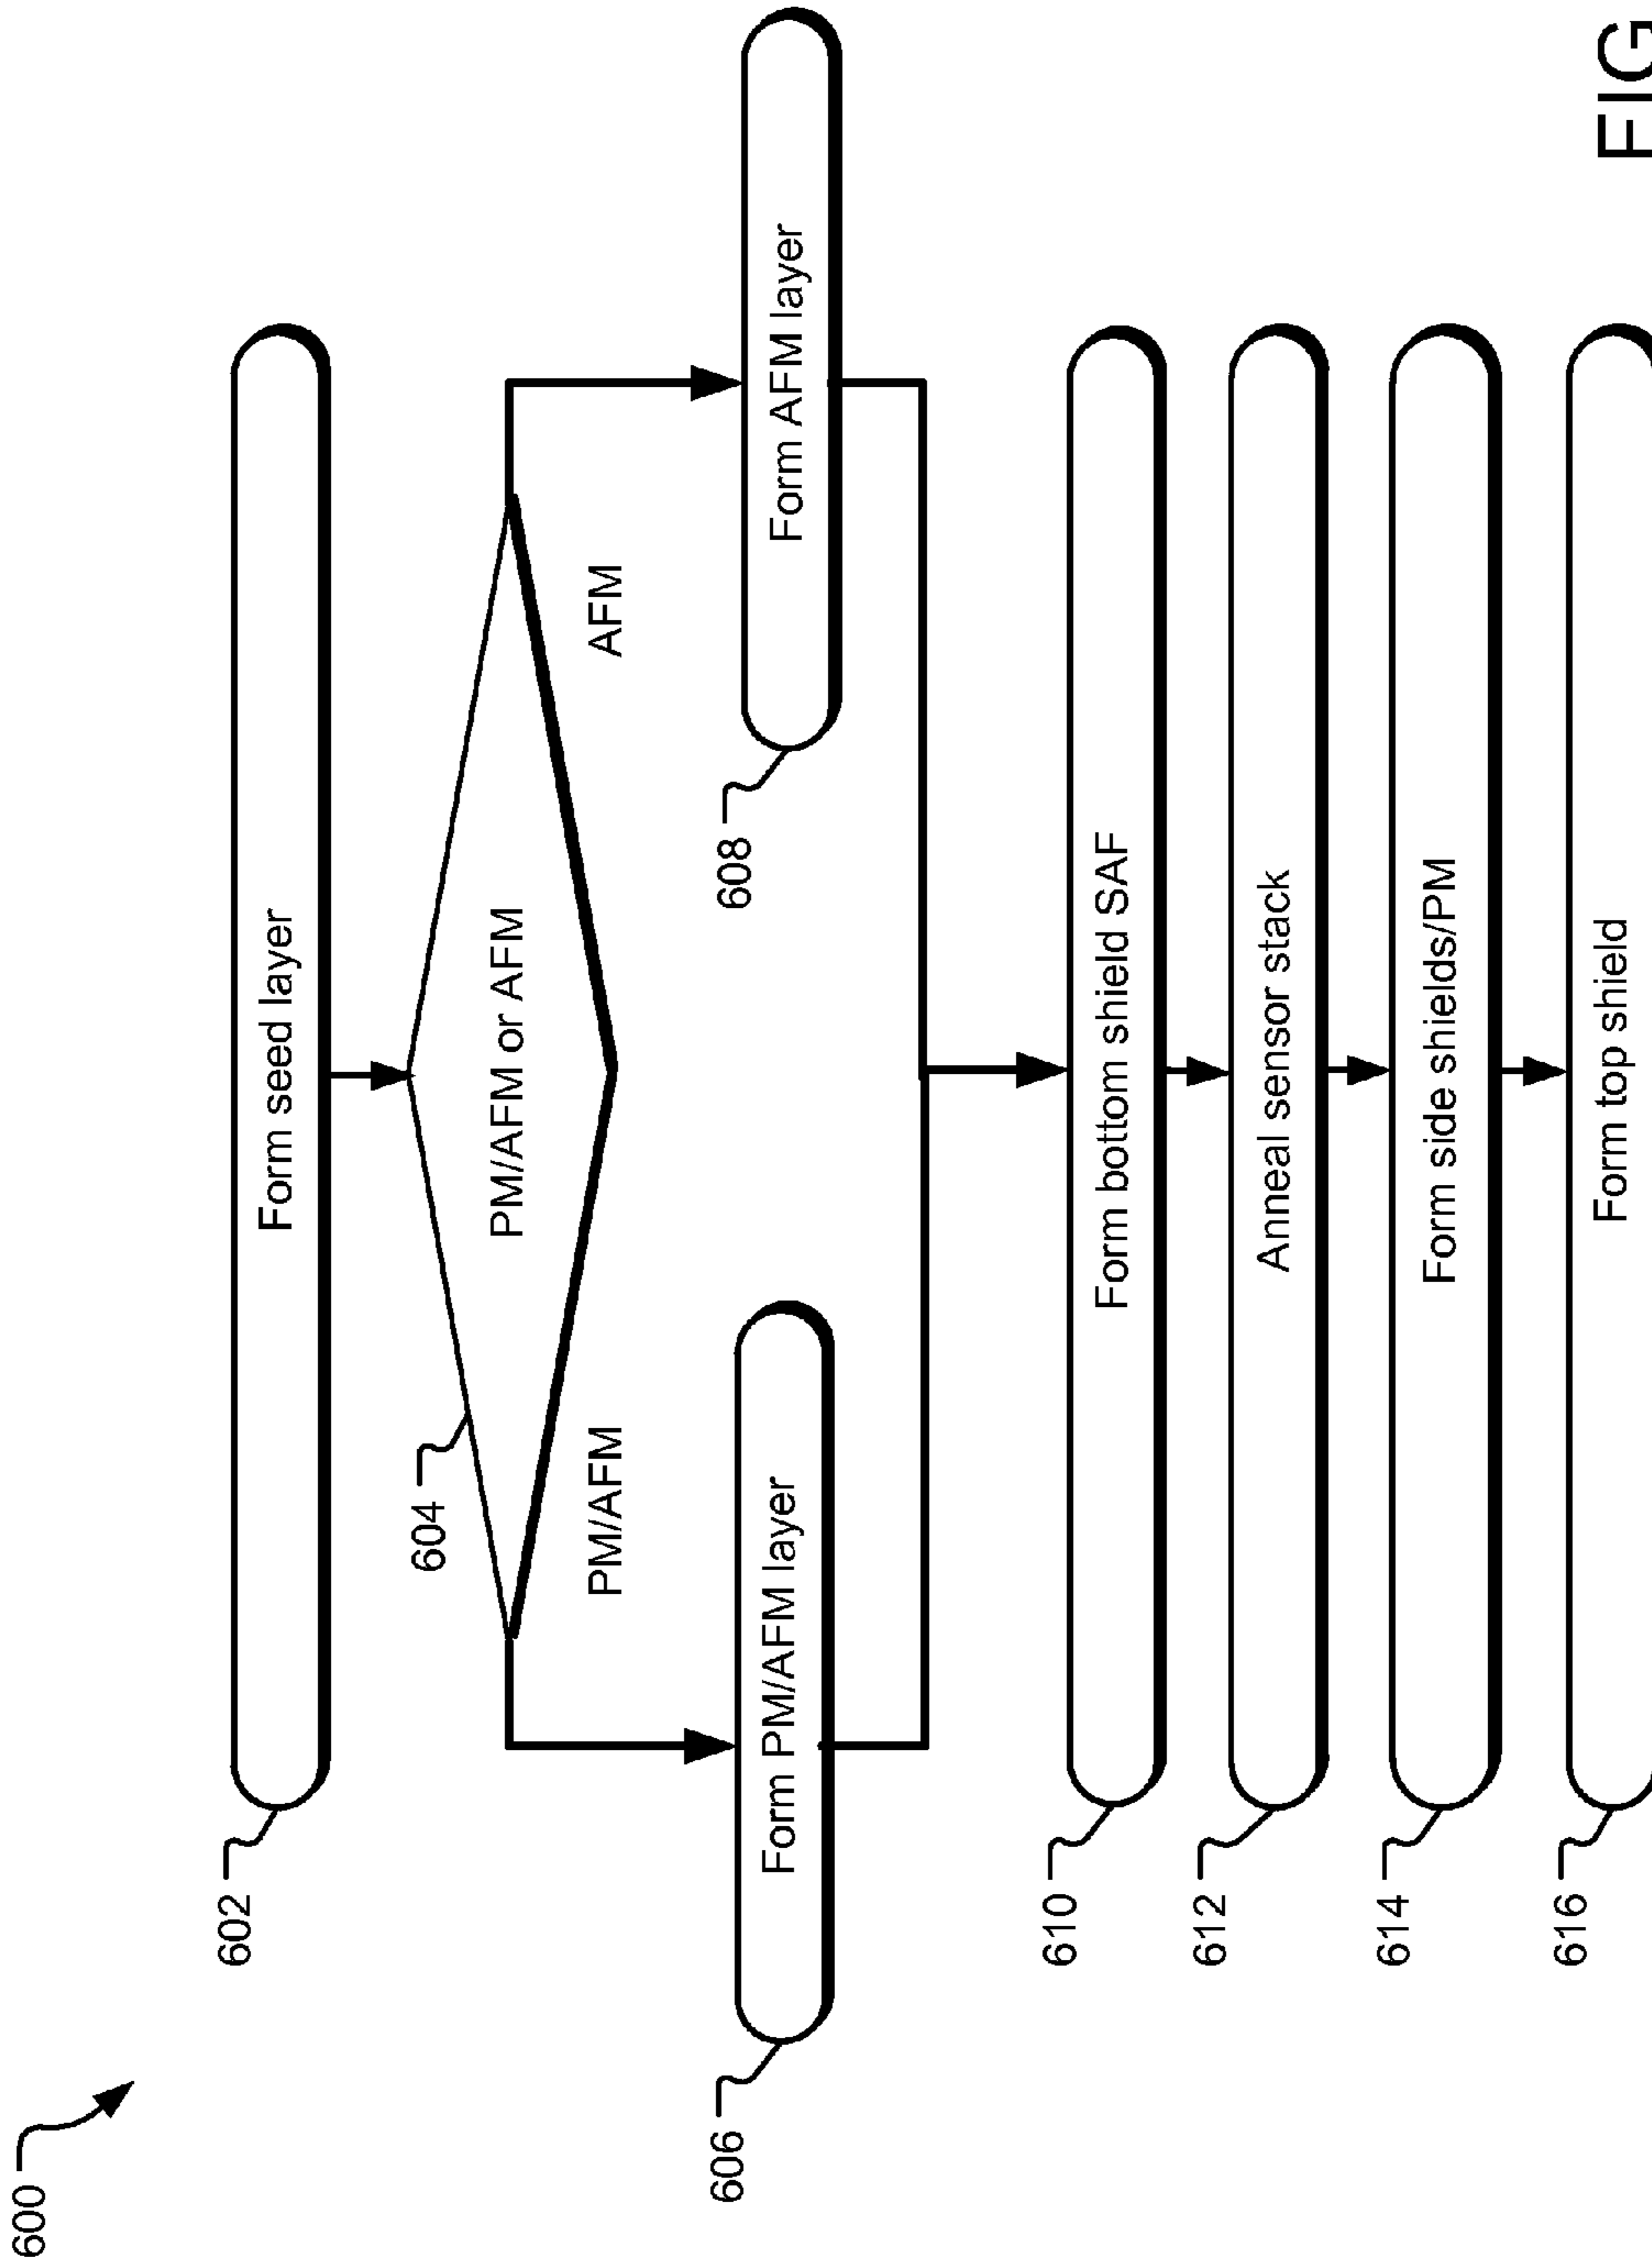 600
602
Form seed layer
604
PM/AFM or AFM
PM/AFM
AFM
606
Form PM/AFM layer
608
Form AFM layer
610
Form bottom shield SAF
612
Anneal sensor stack
614
Form side shields/PM
616
Form top shield
FIG